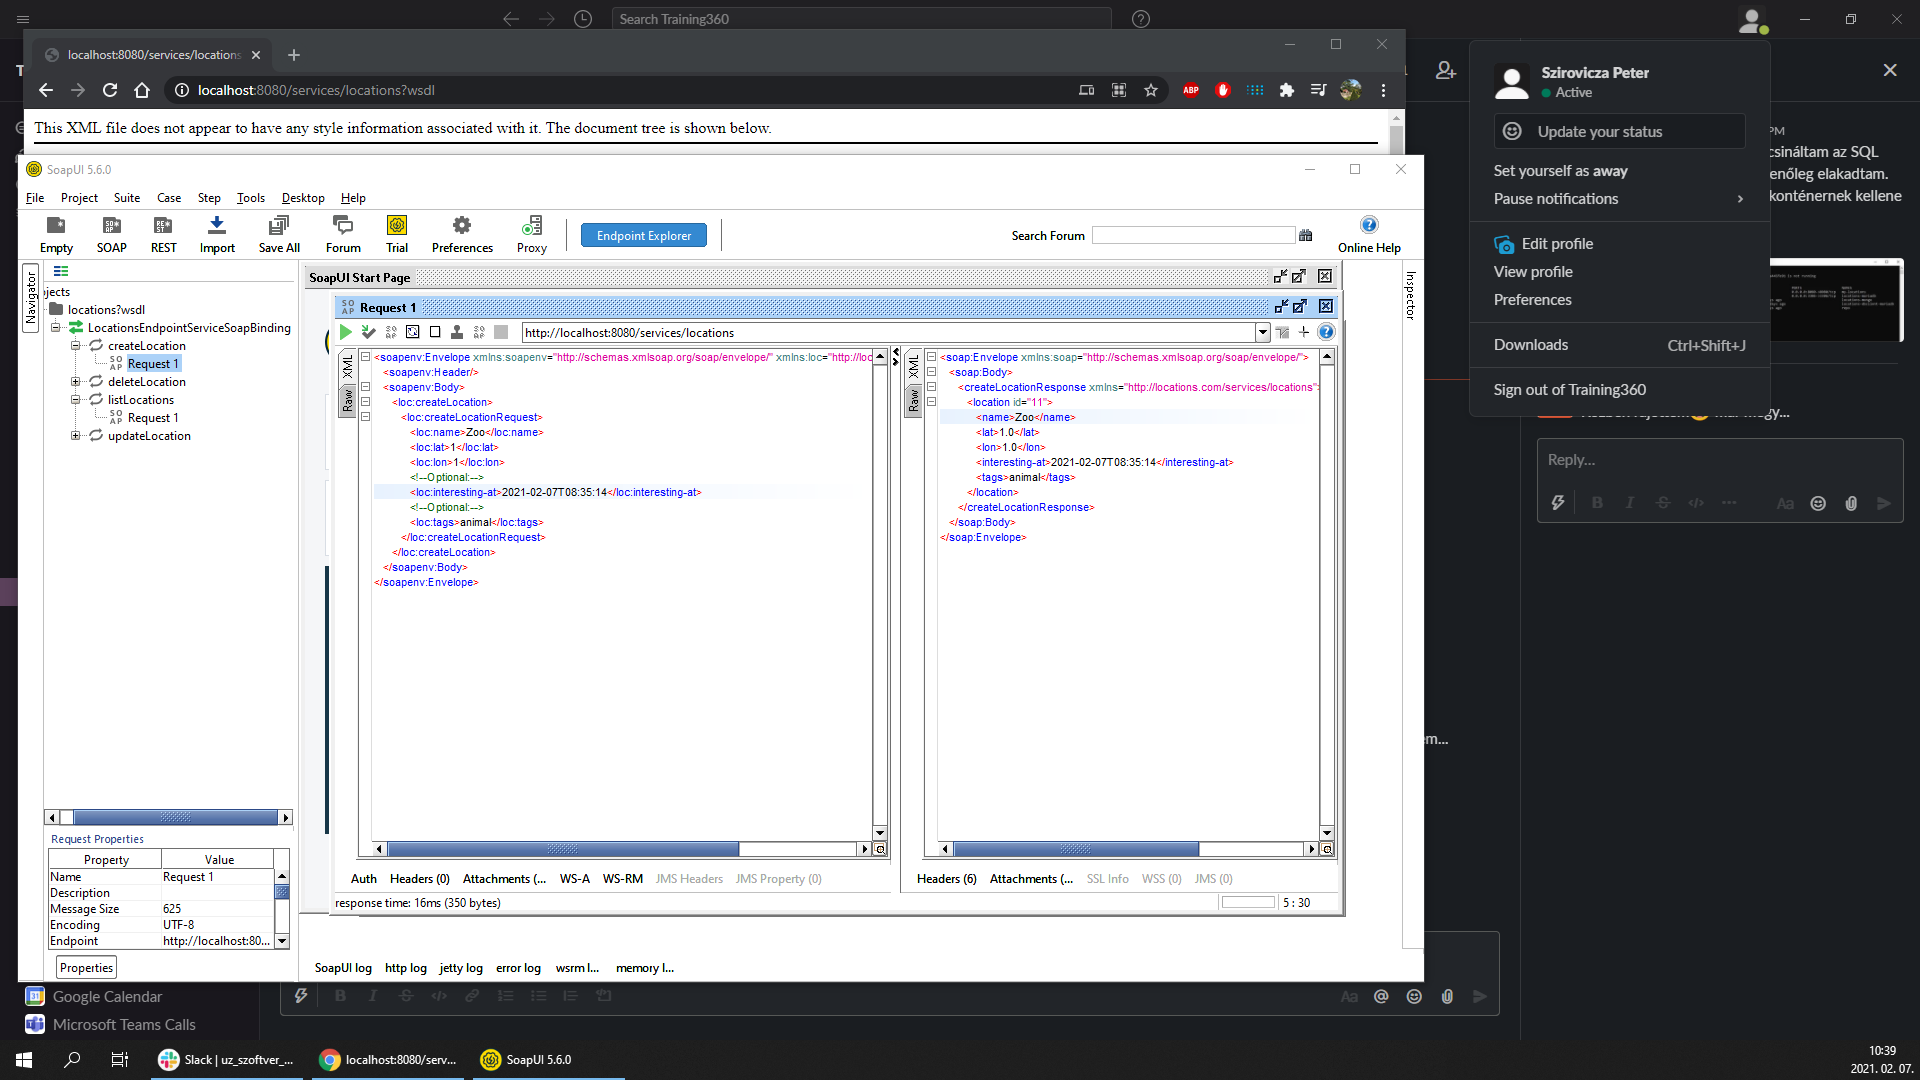 Search Training360
localhost:8080/services/locations
localhost:8080/services/locations?wsdl
ABP
This XML file does not appear to have any style information associated with it. The document tree is shown below.
SoapUI 5.6.0
File Project Suite Case Step Tools Desktop Help
Empty SOAP REST Import Save All Forum Trial Preferences Proxy
Endpoint Explorer
Search Forum
Online Help
Navigator
Inspector
jects
locations?wsdl
LocationsEndpointServiceSoapBinding
createLocation
Request 1
deleteLocation
listLocations
Request 1
updateLocation
SoapUI Start Page
Request 1
http://localhost:8080/services/locations
XML
Raw
<soapenv:Envelope xmlns:soapenv="http://schemas.xmlsoap.org/soap/envelope/" xmlns:loc="http://loc
<soapenv:Header/>
<soapenv:Body>
<loc:createLocation>
<loc:createLocationRequest>
<loc:name>Zoo</loc:name>
<loc:lat>1</loc:lat>
<loc:lon>1</loc:lon>
<!--Optional:-->
<loc:interesting-at>2021-02-07T08:35:14</loc:interesting-at>
<!--Optional:-->
<loc:tags>animal</loc:tags>
</loc:createLocationRequest>
</loc:createLocation>
</soapenv:Body>
</soapenv:Envelope>
XML
Raw
<soap:Envelope xmlns:soap="http://schemas.xmlsoap.org/soap/envelope/">
<soap:Body>
<createLocationResponse xmlns="http://locations.com/services/locations">
<location id="11">
<name>Zoo</name>
<lat>1.0</lat>
<lon>1.0</lon>
<interesting-at>2021-02-07T08:35:14</interesting-at>
<tags>animal</tags>
</location>
</createLocationResponse>
</soap:Body>
</soap:Envelope>
Auth Headers (0) Attachments (... WS-A WS-RM JMS Headers JMS Property (0)
Headers (6) Attachments (... SSL Info WSS (0) JMS (0)
response time: 16ms (350 bytes)
5 : 30
Request Properties
Property Value
Name Request 1
Description
Message Size 625
Encoding UTF-8
Endpoint http://localhost:80...
Properties
SoapUI log http log jetty log error log wsrm l... memory l...
Szirovicza Peter
Active
Update your status
Set yourself as away
Pause notifications
Edit profile
View profile
Preferences
Downloads Ctrl+Shift+J
Sign out of Training360
PM
csináltam az SQL
enőleg elakadtam.
konténernek kellene
Reply...
em...
Google Calendar
Microsoft Teams Calls
Slack | uz_szoftver_...
localhost:8080/serv...
SoapUI 5.6.0
10:39
2021. 02. 07.